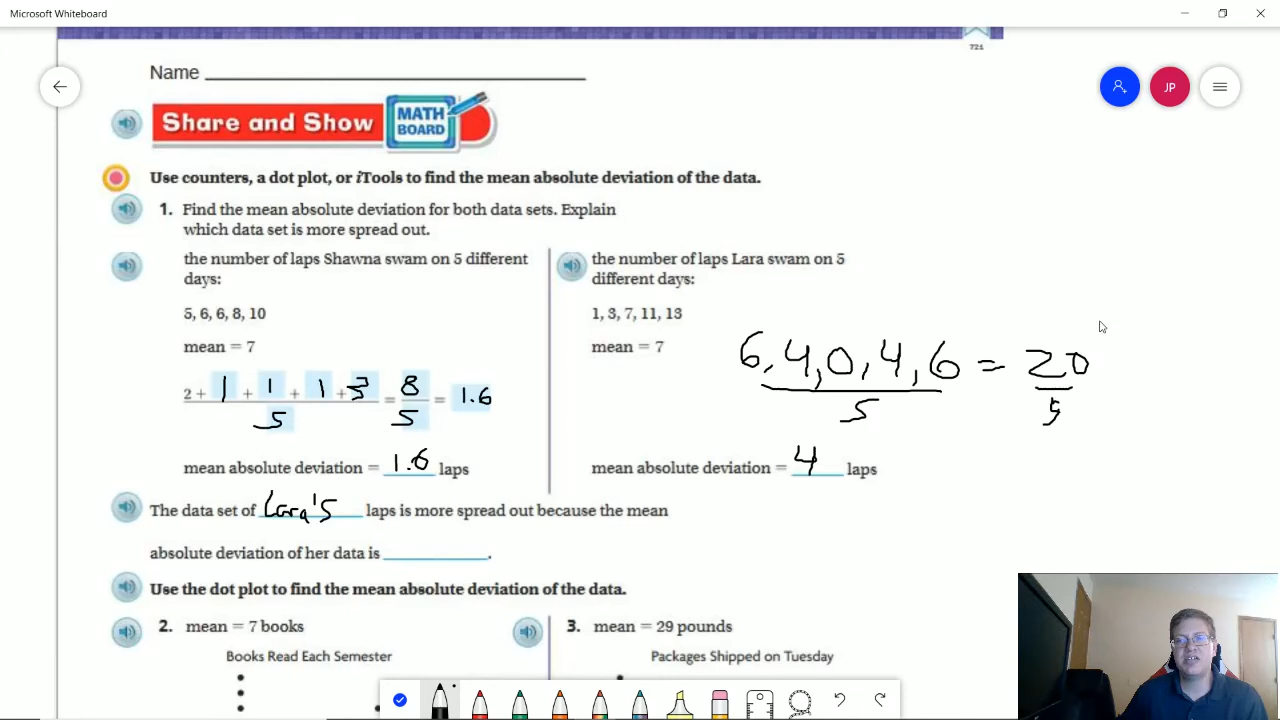 Microsoft Whiteboard
721
Name
JP
Share and Show MATH BOARD
Use counters, a dot plot, or iTools to find the mean absolute deviation of the data.
1. Find the mean absolute deviation for both data sets. Explain
which data set is more spread out.
the number of laps Shawna swam on 5 different
days:
5, 6, 6, 8, 10
mean = 7
2 + 1 + 1 + 1 + 3 = 8 = 1.6
5 5
mean absolute deviation = 1.6 laps
the number of laps Lara swam on 5
different days:
1, 3, 7, 11, 13
mean = 7
6, 4, 0, 4, 6 = 20
5 5
mean absolute deviation = 4 laps
The data set of Lara's laps is more spread out because the mean
absolute deviation of her data is .
Use the dot plot to find the mean absolute deviation of the data.
2. mean = 7 books
Books Read Each Semester
3. mean = 29 pounds
Packages Shipped on Tuesday